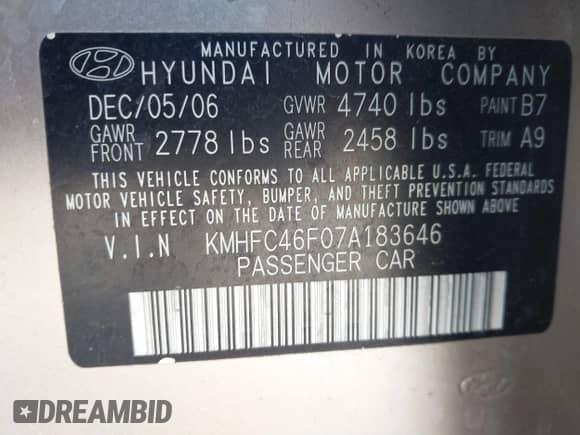 MANUFACTURED IN KOREA BY
HYUNDAI MOTOR COMPANY
DEC/05/06 GVWR 4740 lbs PAINT B7
GAWR FRONT 2778 lbs GAWR REAR 2458 lbs TRIM A9
THIS VEHICLE CONFORMS TO ALL APPLICABLE U.S.A. FEDERAL
MOTOR VEHICLE SAFETY, BUMPER, AND THEFT PREVENTION STANDARDS
IN EFFECT ON THE DATE OF MANUFACTURE SHOWN ABOVE
V.I.N KMHFC46F07A183646
PASSENGER CAR
DREAMBID